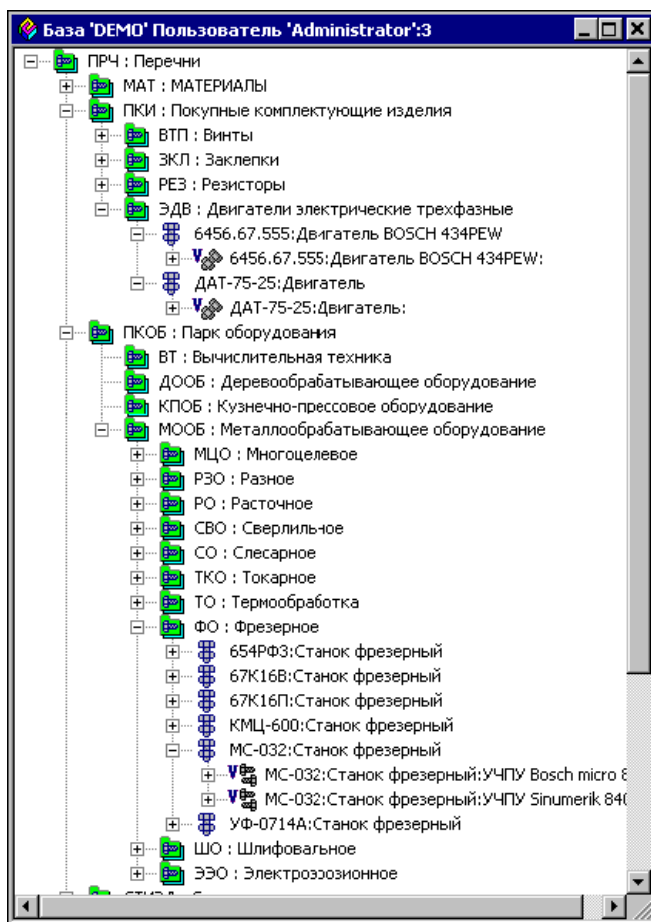 База 'DEMO' Пользователь 'Administrator':3
ПРЧ : Перечни
МАТ : МАТЕРИАЛЫ
ПКИ : Покупные комплектующие изделия
ВТП : Винты
ЗКЛ : Заклепки
РЕЗ : Резисторы
ЭДВ : Двигатели электрические трехфазные
6456.67.555:Двигатель BOSCH 434PEW
6456.67.555:Двигатель BOSCH 434PEW:
ДАТ-75-25:Двигатель
ДАТ-75-25:Двигатель:
ПКОБ : Парк оборудования
ВТ : Вычислительная техника
ДООБ : Деревообрабатывающее оборудование
КПОБ : Кузнечно-прессовое оборудование
МООБ : Металлообрабатывающее оборудование
МЦО : Многоцелевое
РЗО : Разное
РО : Расточное
СВО : Сверлильное
СО : Слесарное
ТКО : Токарное
ТО : Термообработка
ФО : Фрезерное
654РФ3:Станок фрезерный
67К16В:Станок фрезерный
67К16П:Станок фрезерный
КМЦ-600:Станок фрезерный
МС-032:Станок фрезерный
МС-032:Станок фрезерный:УЧПУ Bosch micro 8
МС-032:Станок фрезерный:УЧПУ Sinumerik 840
УФ-0714А:Станок фрезерный
ШО : Шлифовальное
ЭЭО : Электроэрозионное